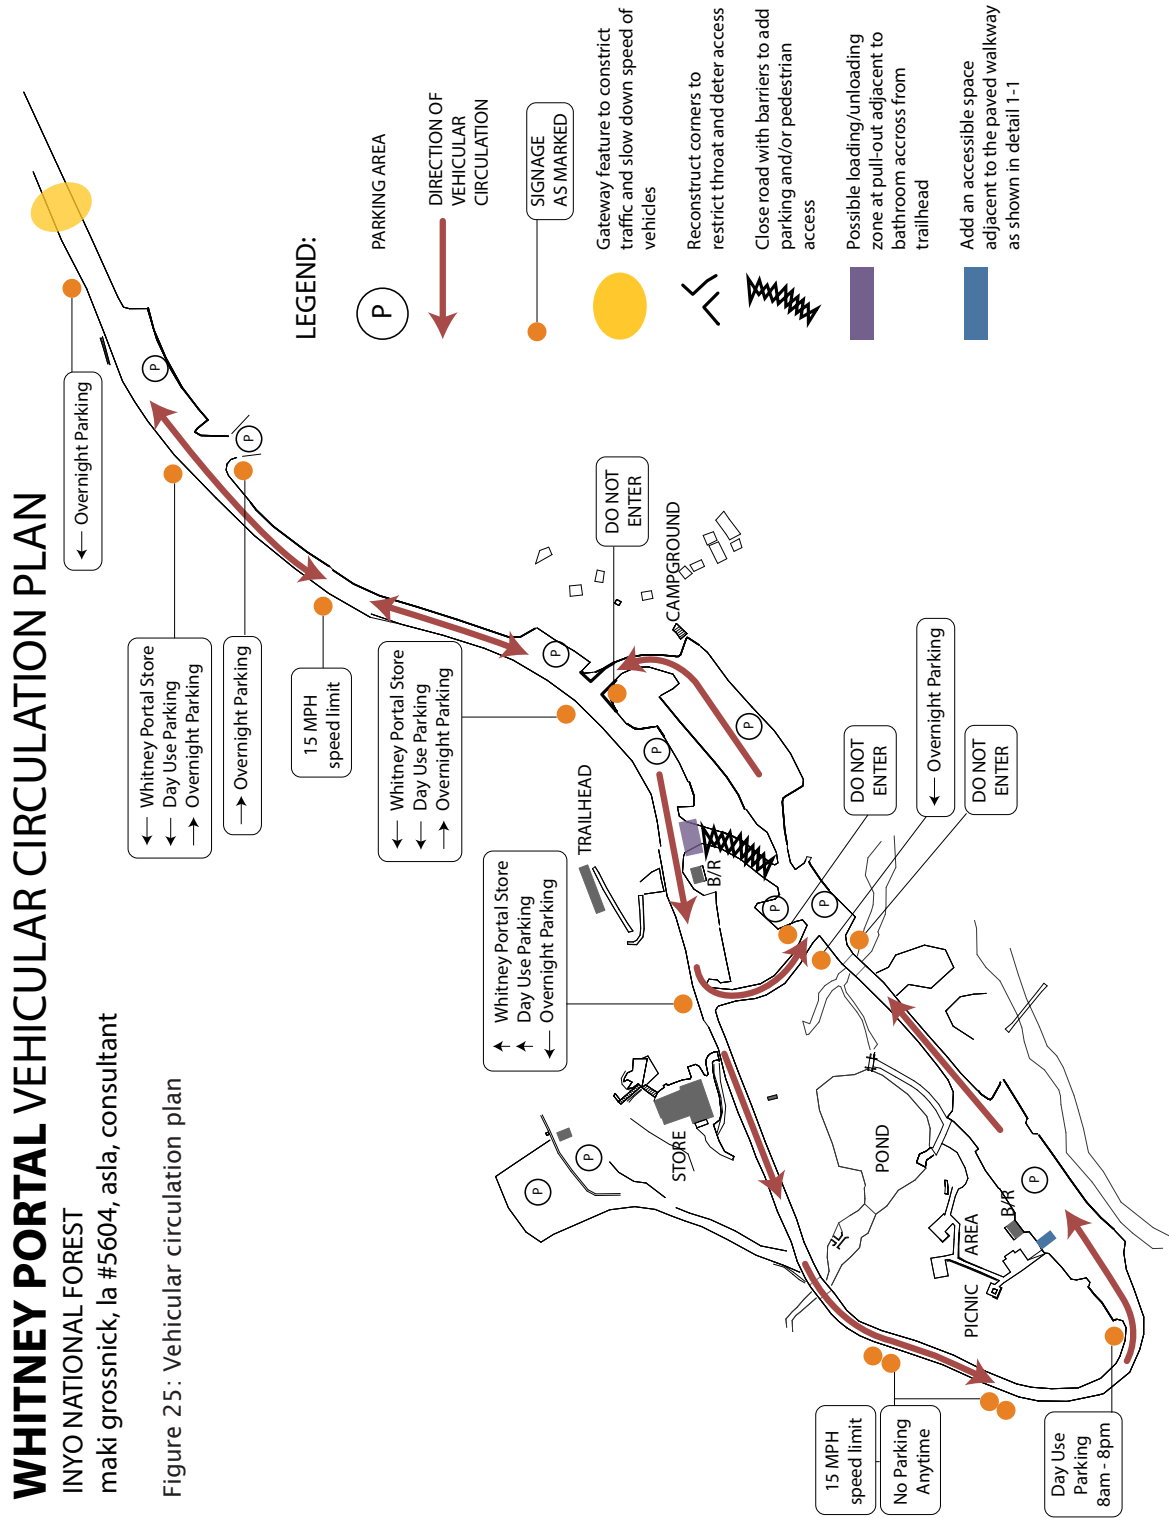 WHITNEY PORTAL VEHICULAR CIRCULATION PLAN
INYO NATIONAL FOREST
maki grossnick, la #5604, asla, consultant
Figure 25: Vehicular circulation plan
← Overnight Parking
← Whitney Portal Store
← Day Use Parking
→ Overnight Parking
→ Overnight Parking
15 MPH
speed limit
← Whitney Portal Store
← Day Use Parking
→ Overnight Parking
↑ Whitney Portal Store
↑ Day Use Parking
← Overnight Parking
TRAILHEAD
STORE
B/R
DO NOT
ENTER
CAMPGROUND
DO NOT
ENTER
← Overnight Parking
DO NOT
ENTER
POND
PICNIC
AREA
B/R
15 MPH
speed limit
No Parking
Anytime
Day Use
Parking
8am - 8pm
P
P
P
P
P
P
P
P
P
P
LEGEND:
P
PARKING AREA
DIRECTION OF
VEHICULAR
CIRCULATION
SIGNAGE
AS MARKED
Gateway feature to constrict
traffic and slow down speed of
vehicles
Reconstruct corners to
restrict throat and deter access
Close road with barriers to add
parking and/or pedestrian
access
Possible loading/unloading
zone at pull-out adjacent to
bathroom accross from
trailhead
Add an accessible space
adjacent to the paved walkway
as shown in detail 1-1